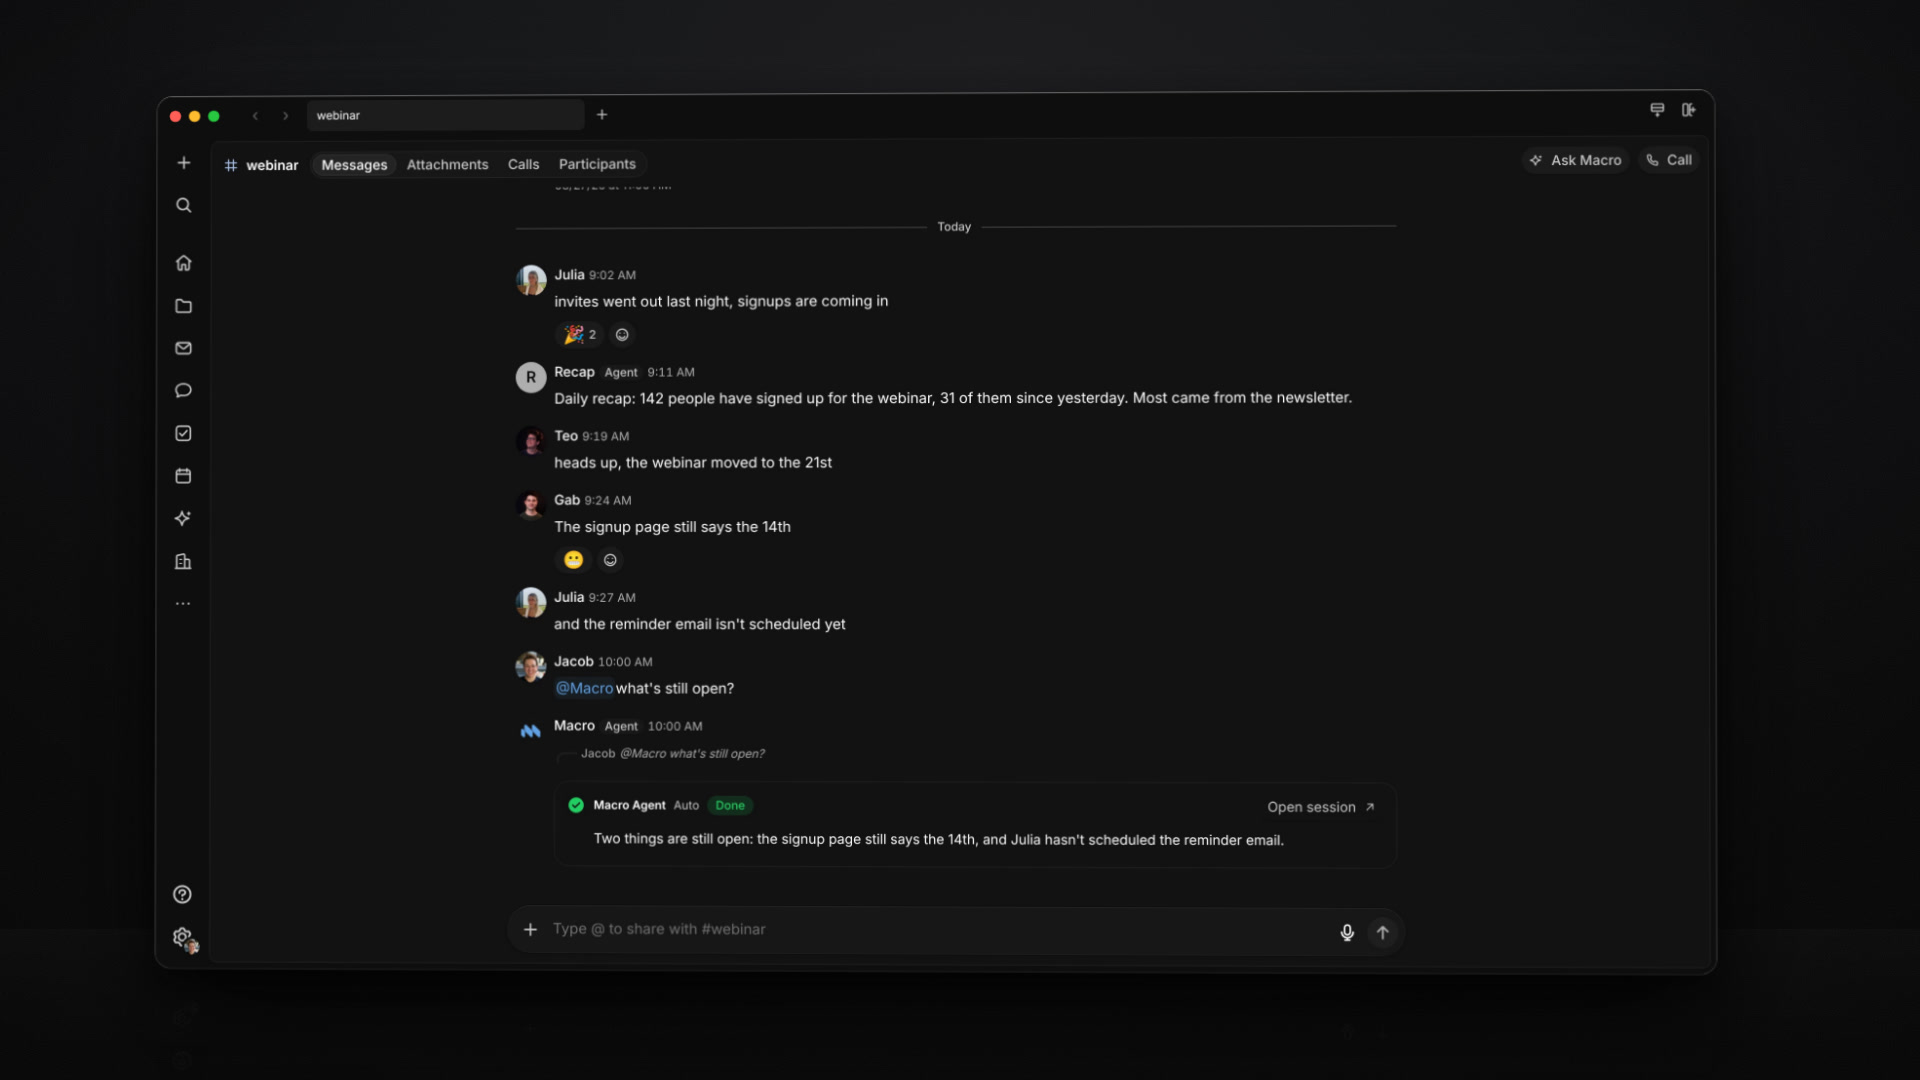 webinar
webinar
Messages
Attachments
Calls
Participants
Ask Macro
Call
Today
Julia 9:02 AM
invites went out last night, signups are coming in
2
R
Recap Agent 9:11 AM
Daily recap: 142 people have signed up for the webinar, 31 of them since yesterday. Most came from the newsletter.
Teo 9:19 AM
heads up, the webinar moved to the 21st
Gab 9:24 AM
The signup page still says the 14th
Julia 9:27 AM
and the reminder email isn't scheduled yet
Jacob 10:00 AM
@Macro what's still open?
Macro Agent 10:00 AM
Jacob @Macro what's still open?
Macro Agent Auto Done
Open session
Two things are still open: the signup page still says the 14th, and Julia hasn't scheduled the reminder email.
Type @ to share with #webinar